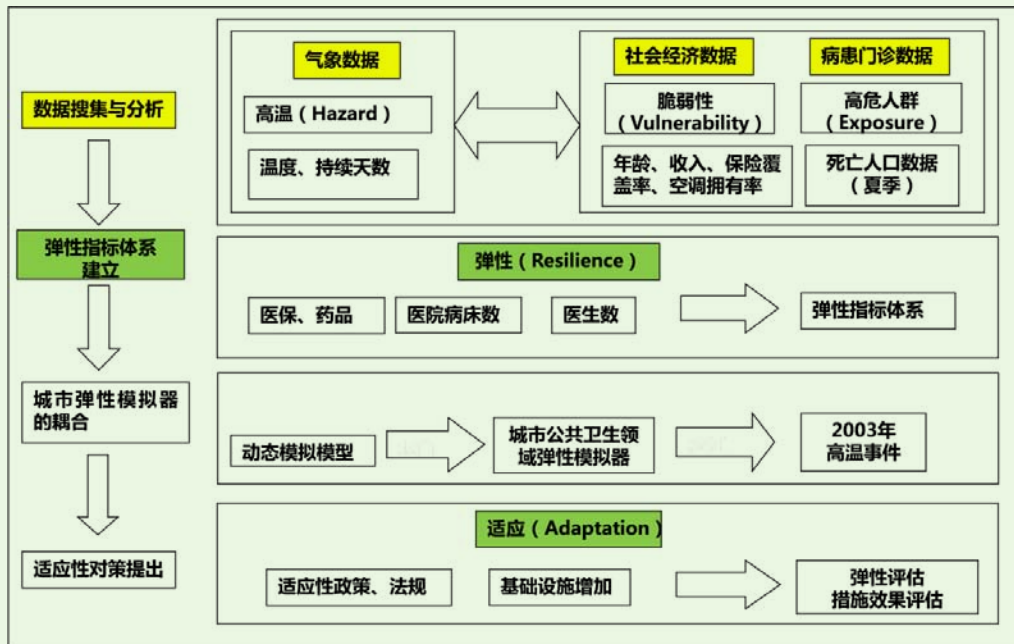 数据搜集与分析
弹性指标体系
建立
城市弹性模拟器
的耦合
适应性对策提出
气象数据
高温（Hazard）
温度、持续天数
社会经济数据
脆弱性
（Vulnerability）
年龄、收入、保险覆
盖率、空调拥有率
病患门诊数据
高危人群
（Exposure）
死亡人口数据
（夏季）
弹性（Resilience）
医保、药品
医院病床数
医生数
弹性指标体系
动态模拟模型
城市公共卫生领
域弹性模拟器
2003年
高温事件
适应（Adaptation）
适应性政策、法规
基础设施增加
弹性评估
措施效果评估